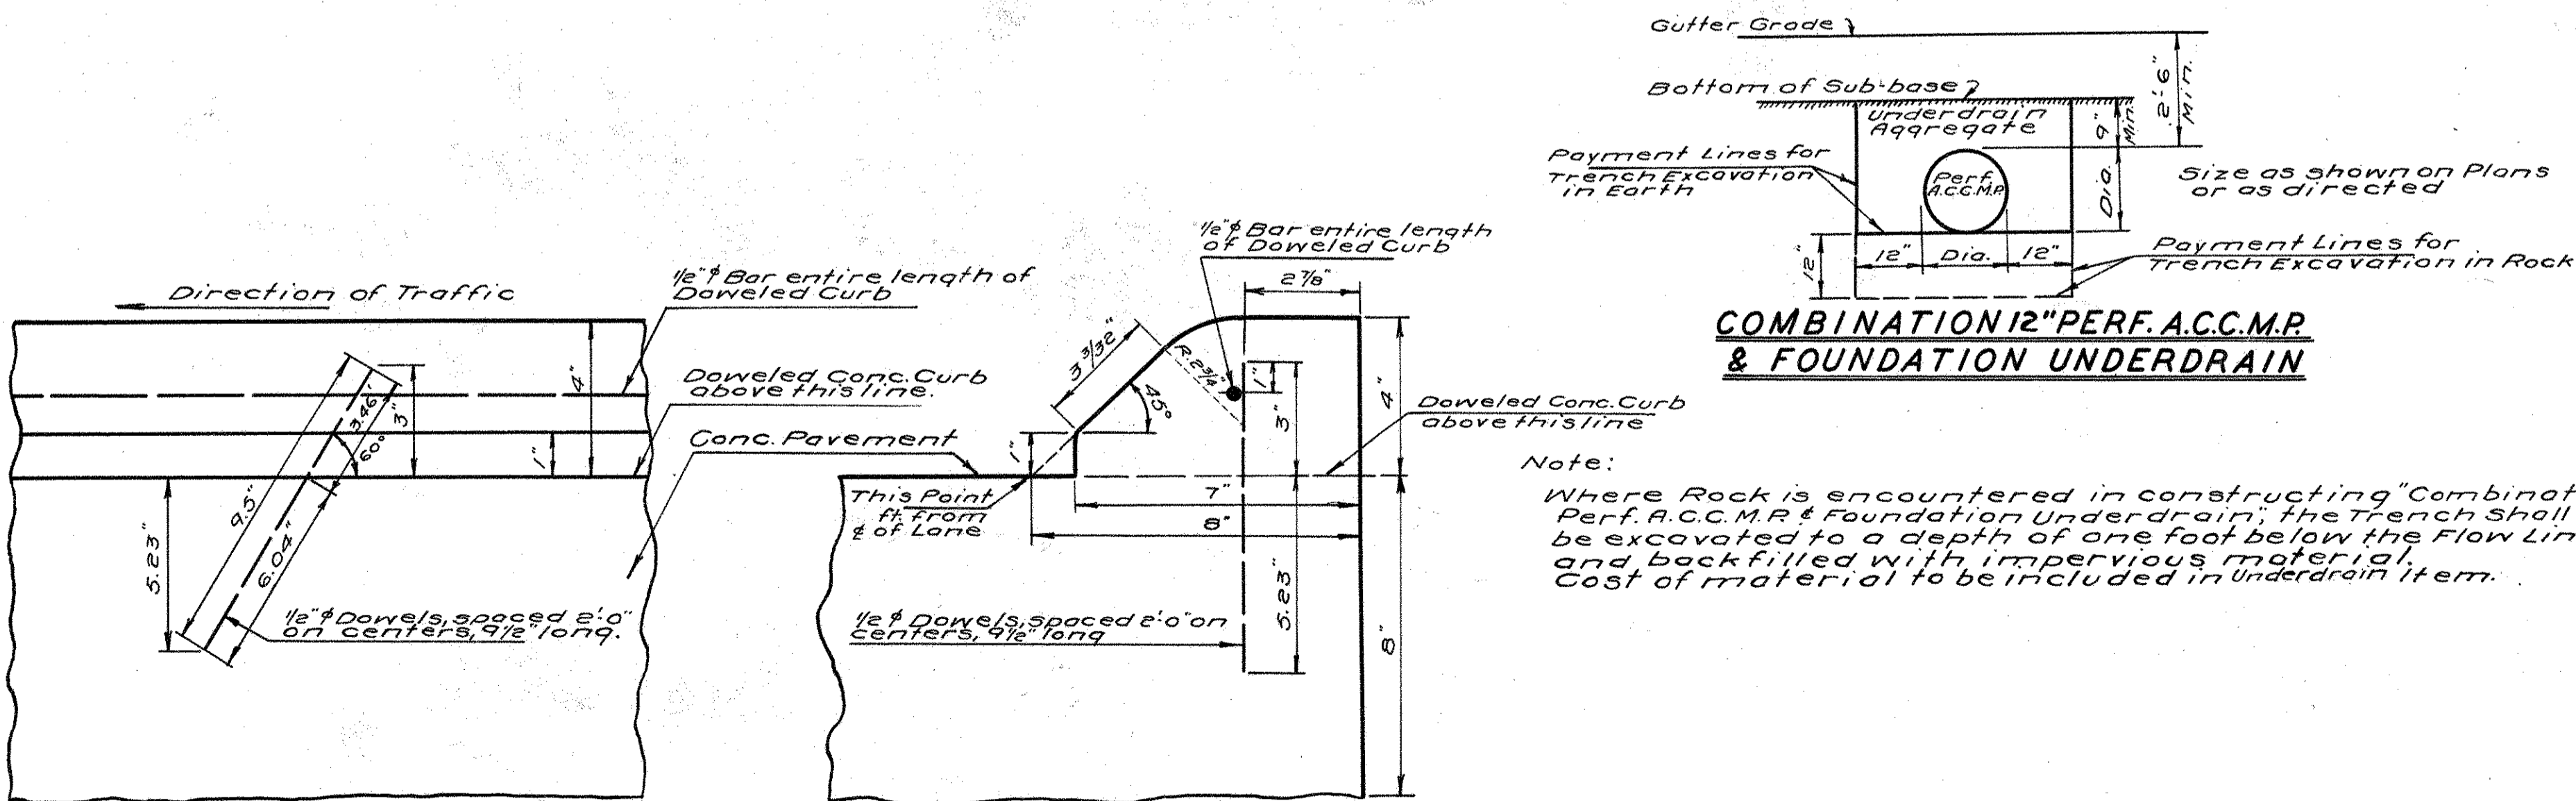 Direction of Traffic
1/2"φ Bar entire length of
Doweled Curb
Doweled Conc. Curb
above this line.
Conc. Pavement
4"
3"
3.46"
60°
1"
9.5"
6.04"
5.23"
1/2"φ Dowels, spaced 2'-0"
on centers, 9 1/2" long.
1/2"φ Bar entire length
of Doweled Curb
2 7/8"
3 3/32"
R. 2 3/4"
45°
1"
1"
3"
4"
Doweled Conc. Curb
above this line
This Point
ft. from
℄ of Lane
7"
8"
5.23"
8"
1/2 φ Dowels, spaced 2'-0" on
centers, 9 1/2" long
Gutter Grade
Bottom of Sub-base
Underdrain
Aggregate
2'-6"
Min.
9"
Min.
Payment Lines for
Trench Excavation
in Earth
Perf.
A.C.C.M.P.
Dia.
Size as shown on Plans
or as directed
12"
12"
Dia.
12"
Payment Lines for
Trench Excavation in Rock
COMBINATION 12" PERF. A.C.C.M.P.
& FOUNDATION UNDERDRAIN
Note:
Where Rock is encountered in constructing "Combinat
Perf. A.C.C.M.P. & Foundation Underdrain", the Trench Shall
be excavated to a depth of one foot below the Flow Lin
and backfilled with impervious material.
Cost of material to be included in Underdrain Item.